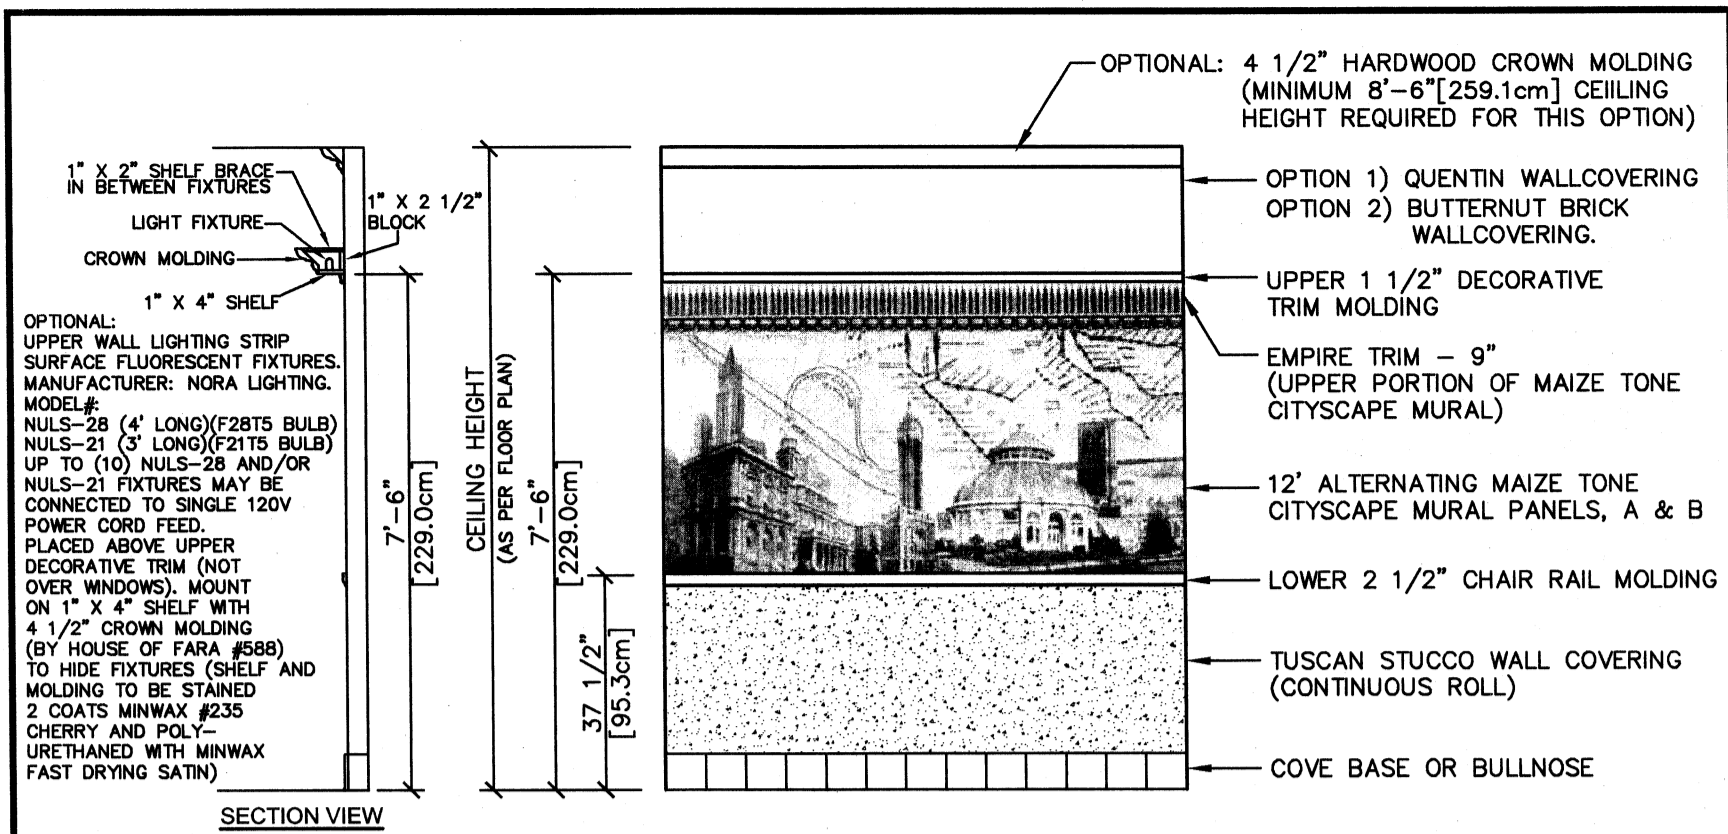 OPTIONAL: 4 1/2" HARDWOOD CROWN MOLDING
(MINIMUM 8'-6"[259.1cm] CEIILING
HEIGHT REQUIRED FOR THIS OPTION)
1" X 2" SHELF BRACE
IN BETWEEN FIXTURES
LIGHT FIXTURE
1" X 2 1/2"
BLOCK
CROWN MOLDING
1" X 4" SHELF
OPTIONAL:
UPPER WALL LIGHTING STRIP
SURFACE FLUORESCENT FIXTURES.
MANUFACTURER: NORA LIGHTING.
MODEL#:
NULS-28 (4' LONG)(F28T5 BULB)
NULS-21 (3' LONG)(F21T5 BULB)
UP TO (10) NULS-28 AND/OR
NULS-21 FIXTURES MAY BE
CONNECTED TO SINGLE 120V
POWER CORD FEED.
PLACED ABOVE UPPER
DECORATIVE TRIM (NOT
OVER WINDOWS). MOUNT
ON 1" X 4" SHELF WITH
4 1/2" CROWN MOLDING
(BY HOUSE OF FARA #588)
TO HIDE FIXTURES (SHELF AND
MOLDING TO BE STAINED
2 COATS MINWAX #235
CHERRY AND POLY-
URETHANED WITH MINWAX
FAST DRYING SATIN)
SECTION VIEW
7'-6"
[229.0cm]
CEILING HEIGHT
(AS PER FLOOR PLAN)
7'-6"
[229.0cm]
37 1/2"
[95.3cm]
OPTION 1) QUENTIN WALLCOVERING
OPTION 2) BUTTERNUT BRICK
WALLCOVERING.
UPPER 1 1/2" DECORATIVE
TRIM MOLDING
EMPIRE TRIM - 9"
(UPPER PORTION OF MAIZE TONE
CITYSCAPE MURAL)
12' ALTERNATING MAIZE TONE
CITYSCAPE MURAL PANELS, A & B
LOWER 2 1/2" CHAIR RAIL MOLDING
TUSCAN STUCCO WALL COVERING
(CONTINUOUS ROLL)
COVE BASE OR BULLNOSE